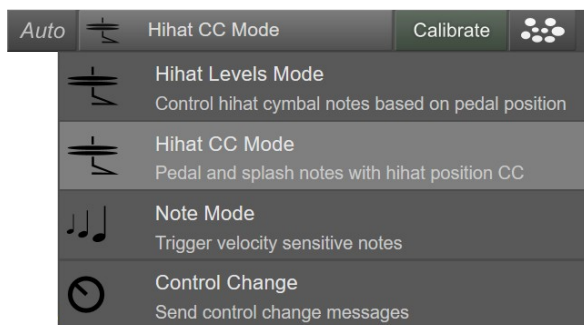 Auto Hihat CC Mode Calibrate
Hihat Levels Mode
Control hihat cymbal notes based on pedal position
Hihat CC Mode
Pedal and splash notes with hihat position CC
Note Mode
Trigger velocity sensitive notes
Control Change
Send control change messages